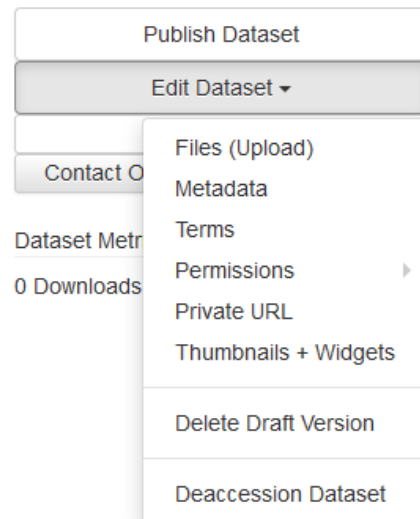 Publish Dataset
Edit Dataset
Files (Upload)
Contact O
Metadata
Terms
Dataset Metr
Permissions
0 Downloads
Private URL
Thumbnails + Widgets
Delete Draft Version
Deaccession Dataset